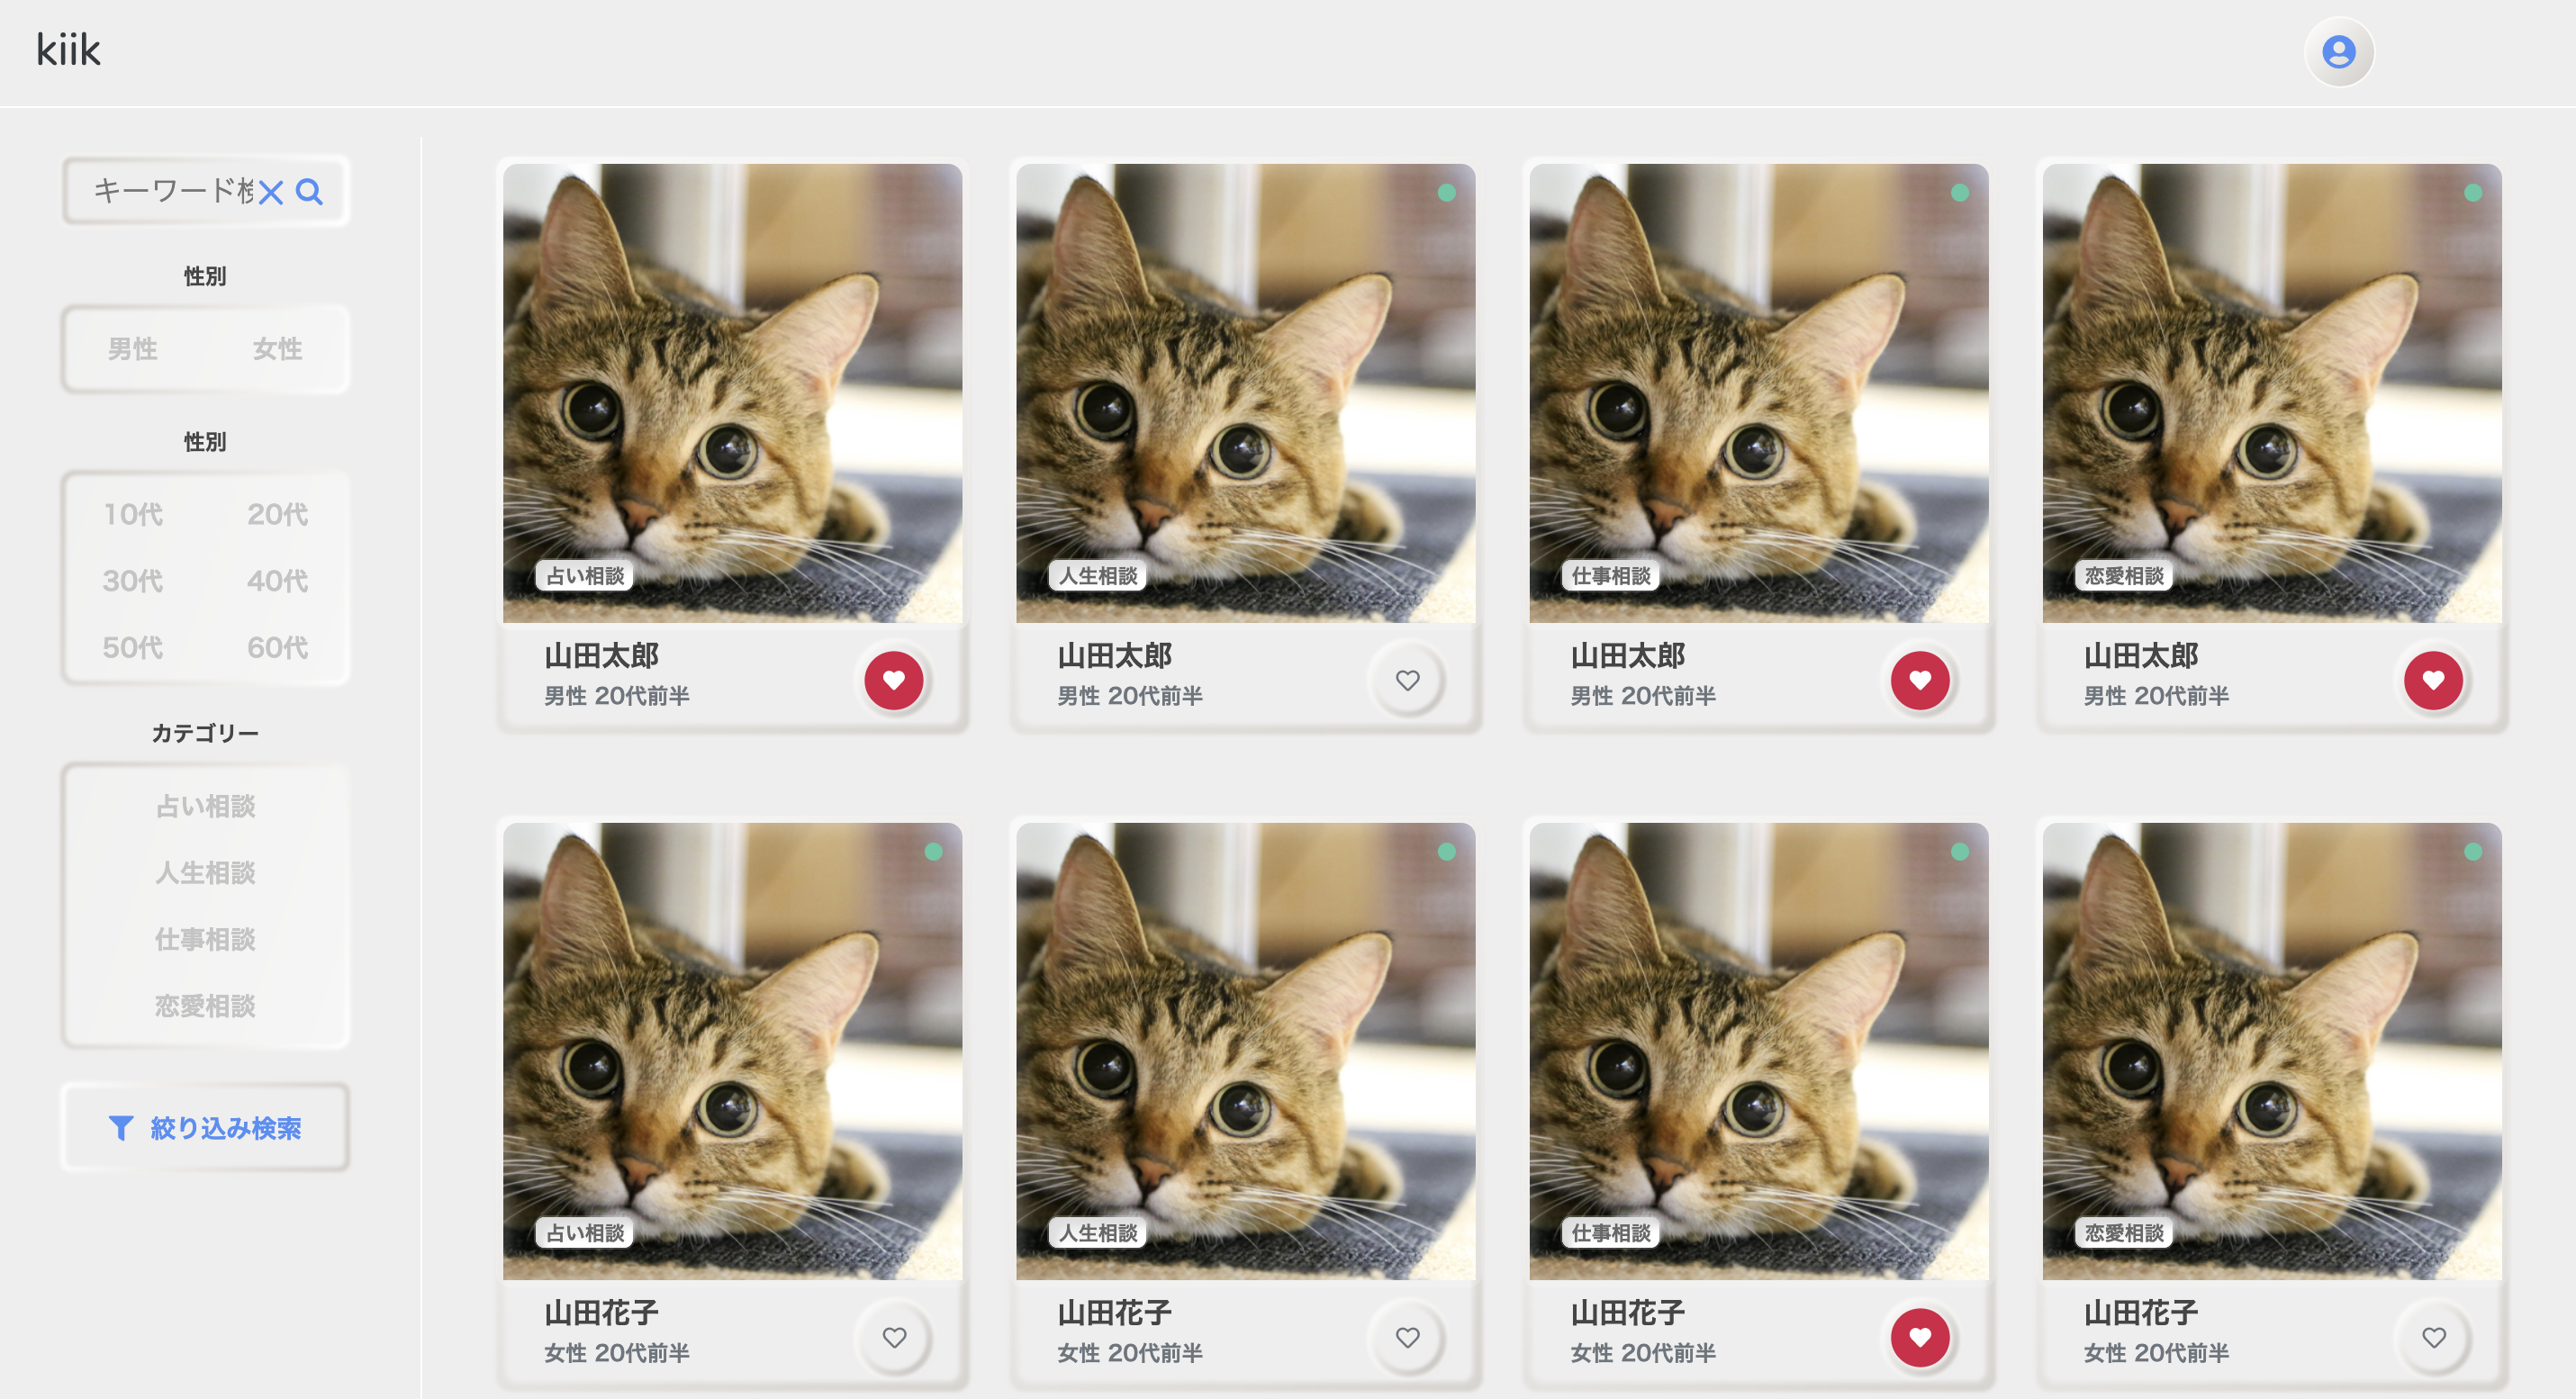 kiik
キーワード検
性別
男性 女性
性別
10代 20代
30代 40代
50代 60代
カテゴリー
占い相談
人生相談
仕事相談
恋愛相談
絞り込み検索
占い相談
山田太郎
男性 20代前半
人生相談
山田太郎
男性 20代前半
仕事相談
山田太郎
男性 20代前半
恋愛相談
山田太郎
男性 20代前半
占い相談
山田花子
女性 20代前半
人生相談
山田花子
女性 20代前半
仕事相談
山田花子
女性 20代前半
恋愛相談
山田花子
女性 20代前半